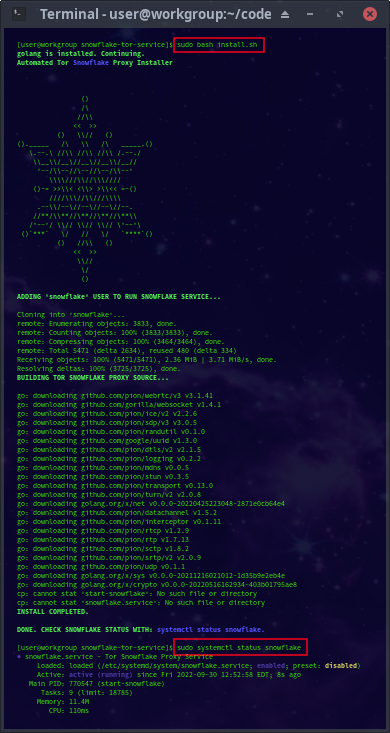 Terminal - user@workgroup:~/code
[user@workgroup snowflake-tor-service]$ sudo bash install.sh
golang is installed. Continuing.
Automated Tor Snowflake Proxy Installer
ADDING 'snowflake' USER TO RUN SNOWFLAKE SERVICE...
Cloning into 'snowflake'...
remote: Enumerating objects: 3833, done.
remote: Counting objects: 100% (3833/3833), done.
remote: Compressing objects: 100% (3464/3464), done.
remote: Total 5471 (delta 2634), reused 480 (delta 334)
Receiving objects: 100% (5471/5471), 2.36 MiB | 3.71 MiB/s, done.
Resolving deltas: 100% (3725/3725), done.
BUILDING TOR SNOWFLAKE PROXY SOURCE...
go: downloading github.com/pion/webrtc/v3 v3.1.41
go: downloading github.com/gorilla/websocket v1.4.1
go: downloading github.com/pion/ice/v2 v2.2.6
go: downloading github.com/pion/sdp/v3 v3.0.5
go: downloading github.com/pion/randutil v0.1.0
go: downloading github.com/google/uuid v1.3.0
go: downloading github.com/pion/dtls/v2 v2.1.5
go: downloading github.com/pion/logging v0.2.2
go: downloading github.com/pion/mdns v0.0.5
go: downloading github.com/pion/stun v0.3.5
go: downloading github.com/pion/transport v0.13.0
go: downloading github.com/pion/turn/v2 v2.0.8
go: downloading golang.org/x/net v0.0.0-20220425223048-2871e0cb64e4
go: downloading github.com/pion/datachannel v1.5.2
go: downloading github.com/pion/interceptor v0.1.11
go: downloading github.com/pion/rtcp v1.2.9
go: downloading github.com/pion/rtp v1.7.13
go: downloading github.com/pion/sctp v1.8.2
go: downloading github.com/pion/srtp/v2 v2.0.9
go: downloading github.com/pion/udp v0.1.1
go: downloading golang.org/x/sys v0.0.0-20211216021012-1d35b9e2eb4e
go: downloading golang.org/x/crypto v0.0.0-20220516162934-403b01795ae8
cp: cannot stat 'start-snowflake': No such file or directory
cp: cannot stat 'snowflake.service': No such file or directory
INSTALL COMPLETED.
DONE. CHECK SNOWFLAKE STATUS WITH: systemctl status snowflake.
[user@workgroup snowflake-tor-service]$ sudo systemctl status snowflake
● snowflake.service - Tor Snowflake Proxy Service
Loaded: loaded (/etc/systemd/system/snowflake.service; enabled; preset: disabled)
Active: active (running) since Fri 2022-09-30 12:52:58 EDT; 8s ago
Main PID: 770547 (start-snowflake)
Tasks: 9 (limit: 18785)
Memory: 11.4M
CPU: 110ms